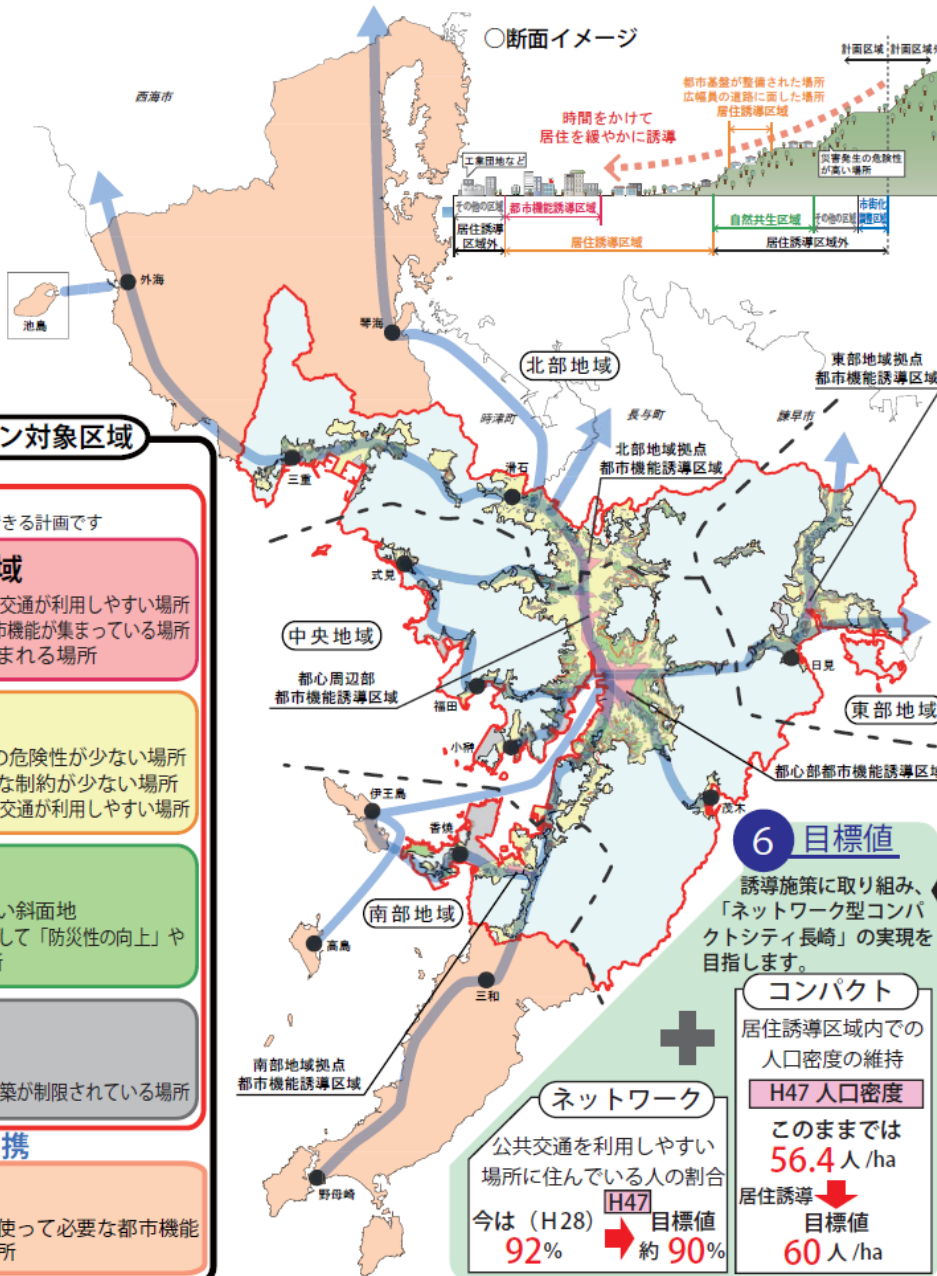 ○断面イメージ
計画区域
計画区域外
都市基盤が整備された場所
広幅員の道路に面した場所
居住誘導区域
時間をかけて
居住を緩やかに誘導
工業団地など
災害発生の危険性
が高い場所
その他の区域
都市機能誘導区域
自然共生区域
その他の区域
市街化
調整区域
居住誘導
区域外
居住誘導区域
居住誘導区域外
西海市
外海
池島
琴海
北部地域
時津町
長与町
諫早市
東部地域拠点
都市機能誘導区域
北部地域拠点
都市機能誘導区域
三重
滑石
式見
中央地域
都心周辺部
都市機能誘導区域
福田
小榊
日見
東部地域
都心部都市機能誘導区域
伊王島
香焼
茂木
南部地域
高島
三和
南部地域拠点
都市機能誘導区域
野母崎
ン対象区域
きる計画です
域
交通が利用しやすい場所
市機能が集まっている場所
まれる場所
の危険性が少ない場所
な制約が少ない場所
交通が利用しやすい場所
い斜面地
して「防災性の向上」や
所
築が制限されている場所
携
使って必要な都市機能
所
6 目標値
誘導施策に取り組み、
「ネットワーク型コンパ
クトシティ長崎」の実現を
目指します。
ネットワーク
公共交通を利用しやすい
場所に住んでいる人の割合
H47
今は(H28) 目標値
92% 約 90%
コンパクト
居住誘導区域内での
人口密度の維持
H47 人口密度
このままでは
56.4 人 /ha
居住誘導
目標値
60 人 /ha